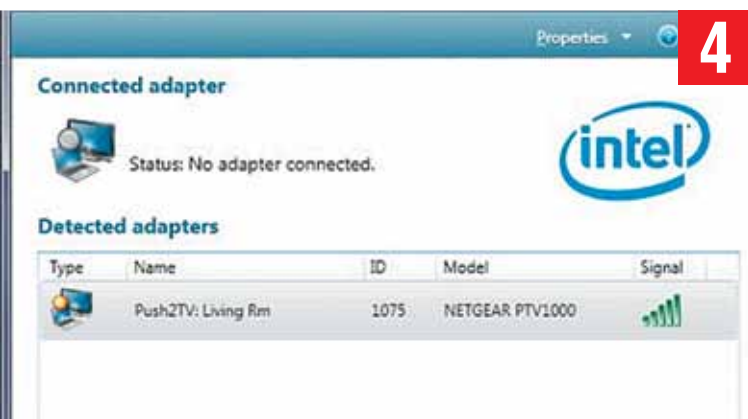 Properties
4
Connected adapter
intel
Status: No adapter connected.
Detected adapters
Type Name ID Model Signal
Push2TV: Living Rm 1075 NETGEAR PTV1000